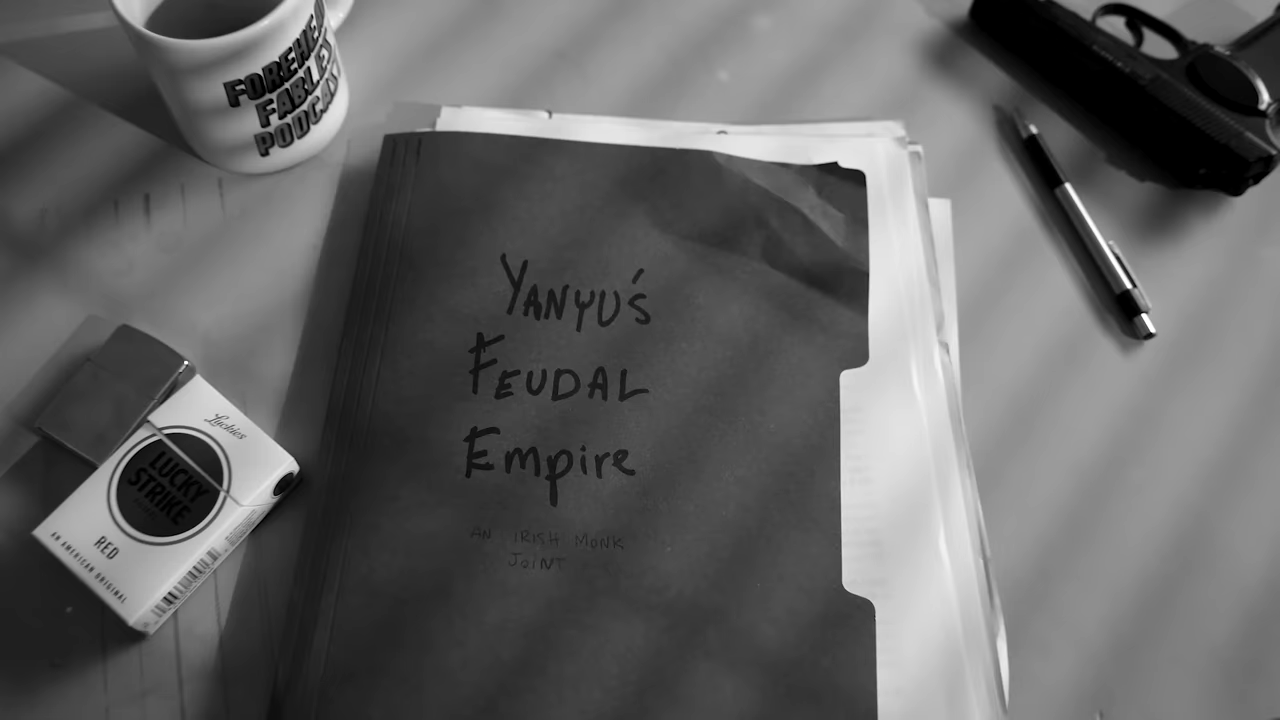 FOREHEAD
FABLES
PODCAST
YANYU'S
FEUDAL
EMPIRE
AN IRISH MONK
JOINT
Luckies
LUCKY
STRIKE
RED
AN AMERICAN ORIGINAL